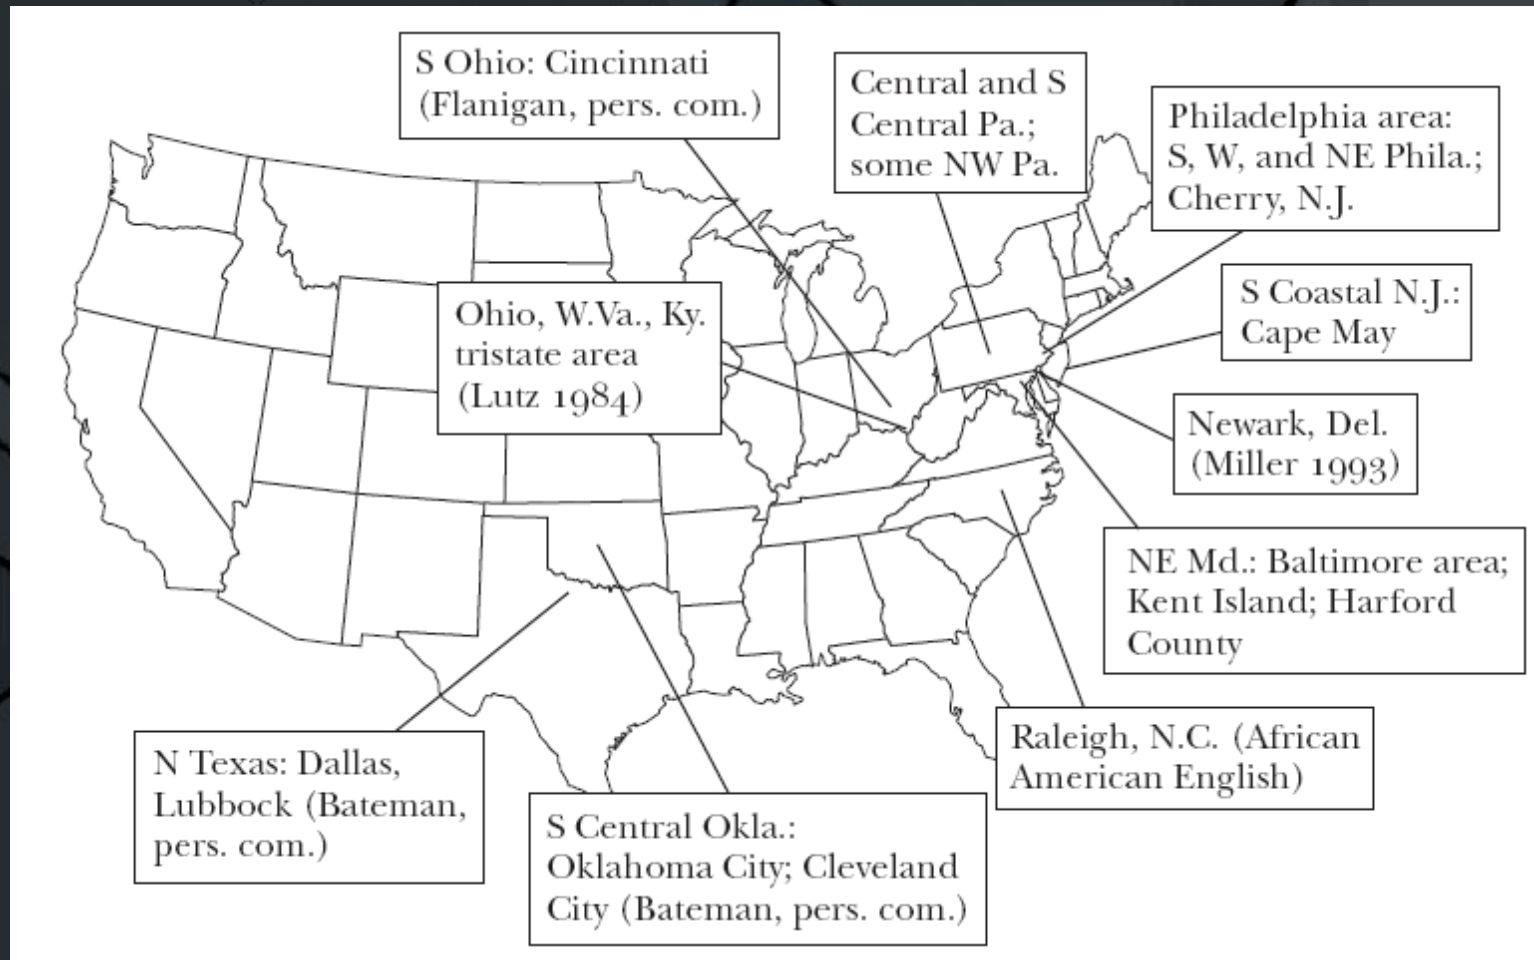 S Ohio: Cincinnati
(Flanigan, pers. com.)
Central and S
Central Pa.;
some NW Pa.
Philadelphia area:
S, W, and NE Phila.;
Cherry, N.J.
S Coastal N.J.:
Cape May
Ohio, W.Va., Ky.
tristate area
(Lutz 1984)
Newark, Del.
(Miller 1993)
NE Md.: Baltimore area;
Kent Island; Harford
County
Raleigh, N.C. (African
American English)
N Texas: Dallas,
Lubbock (Bateman,
pers. com.)
S Central Okla.:
Oklahoma City; Cleveland
City (Bateman, pers. com.)